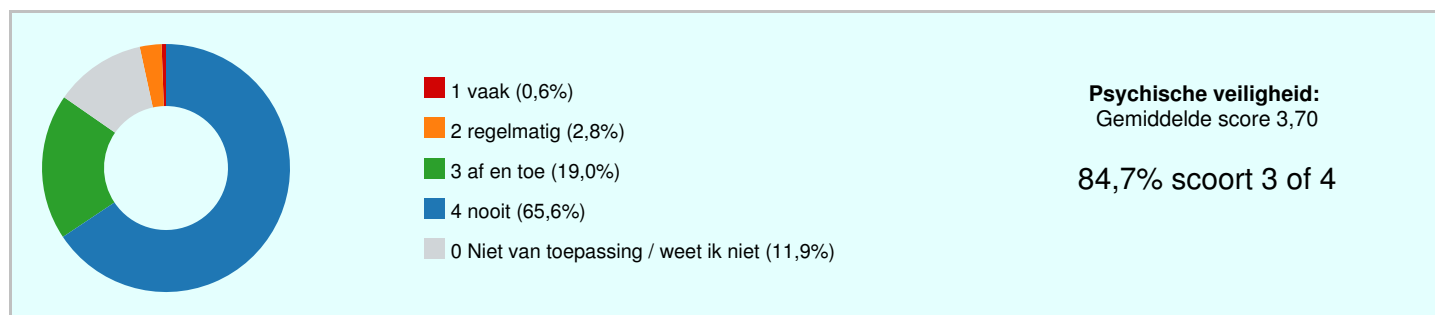 1 vaak (0,6%)
2 regelmatig (2,8%)
3 af en toe (19,0%)
4 nooit (65,6%)
0 Niet van toepassing / weet ik niet (11,9%)
Psychische veiligheid:
Gemiddelde score 3,70
84,7% scoort 3 of 4